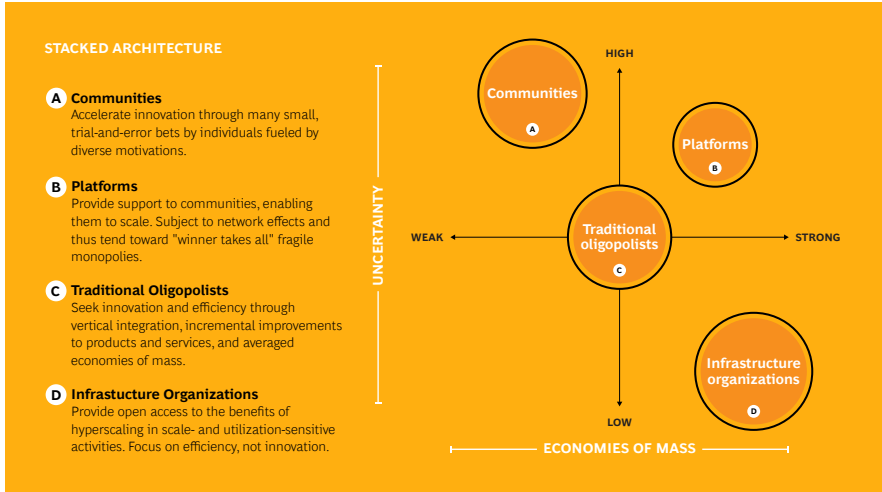 STACKED ARCHITECTURE
A Communities
Accelerate innovation through many small,
trial-and-error bets by individuals fueled by
diverse motivations.
B Platforms
Provide support to communities, enabling
them to scale. Subject to network effects and
thus tend toward "winner takes all" fragile
monopolies.
C Traditional Oligopolists
Seek innovation and efficiency through
vertical integration, incremental improvements
to products and services, and averaged
economies of mass.
D Infrastucture Organizations
Provide open access to the benefits of
hyperscaling in scale- and utilization-sensitive
activities. Focus on efficiency, not innovation.
UNCERTAINTY
HIGH
Communities
A
Platforms
B
WEAK
Traditional
oligopolists
C
STRONG
Infrastructure
organizations
D
LOW
ECONOMIES OF MASS